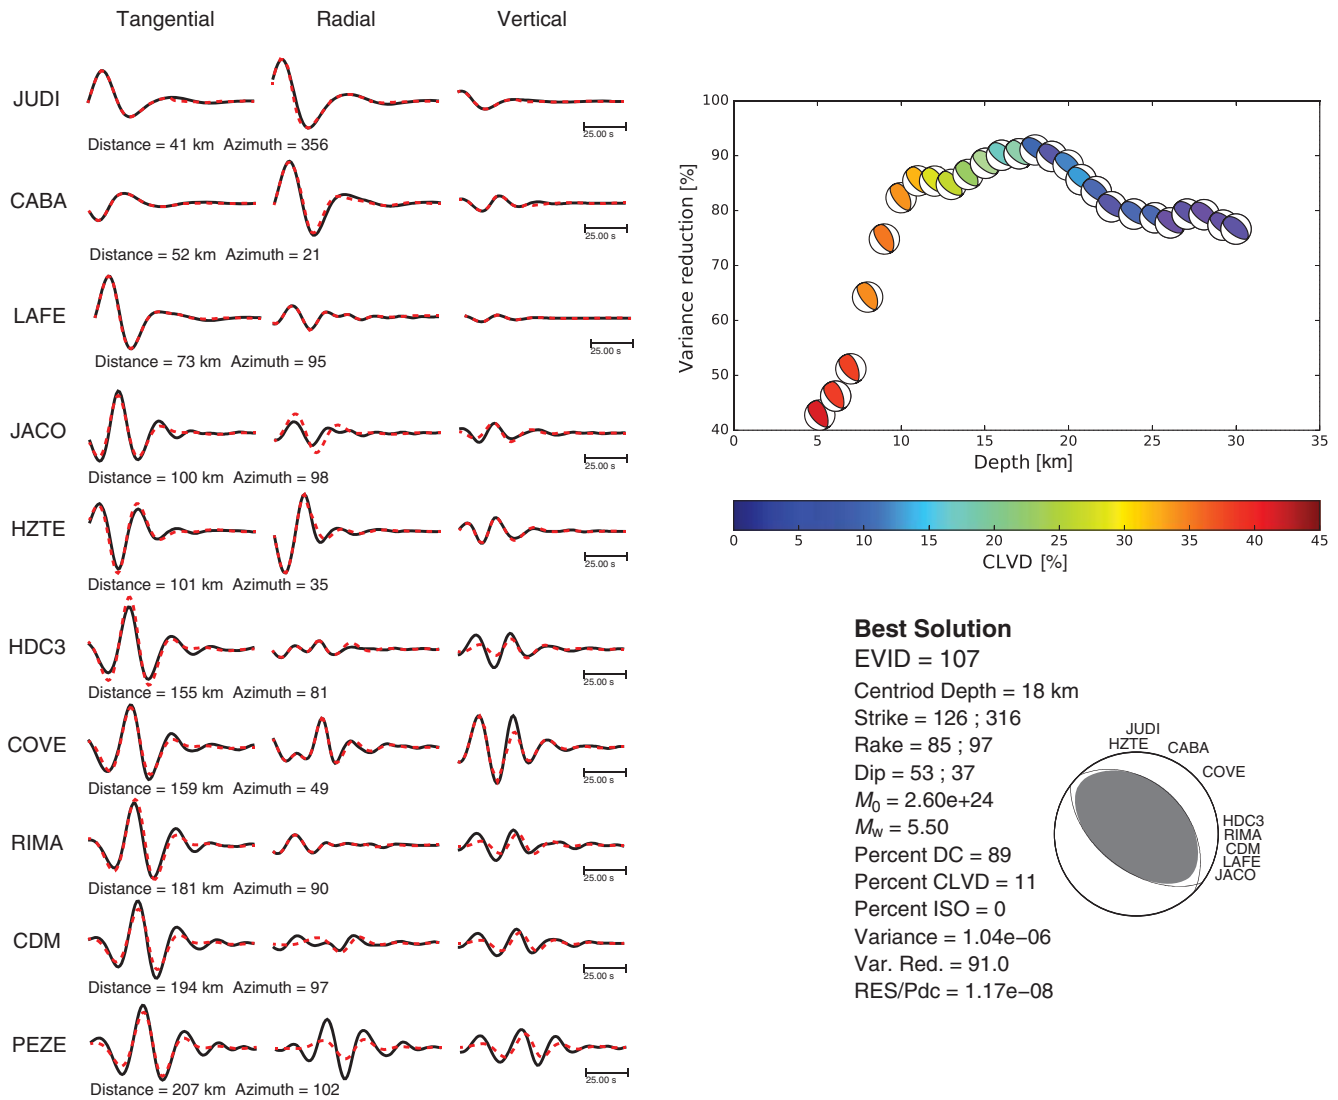 Tangential Radial Vertical
JUDI
25.00 s
Distance = 41 km Azimuth = 356
CABA
25.00 s
Distance = 52 km Azimuth = 21
LAFE
25.00 s
Distance = 73 km Azimuth = 95
JACO
25.00 s
Distance = 100 km Azimuth = 98
HZTE
25.00 s
Distance = 101 km Azimuth = 35
HDC3
25.00 s
Distance = 155 km Azimuth = 81
COVE
25.00 s
Distance = 159 km Azimuth = 49
RIMA
25.00 s
Distance = 181 km Azimuth = 90
CDM
25.00 s
Distance = 194 km Azimuth = 97
PEZE
25.00 s
Distance = 207 km Azimuth = 102
Variance reduction [%]
100
90
80
70
60
50
40
0 5 10 15 20 25 30 35
Depth [km]
0 5 10 15 20 25 30 35 40 45
CLVD [%]
Best Solution
EVID = 107
Centriod Depth = 18 km
Strike = 126 ; 316
Rake = 85 ; 97
Dip = 53 ; 37
M0 = 2.60e+24
Mw = 5.50
Percent DC = 89
Percent CLVD = 11
Percent ISO = 0
Variance = 1.04e−06
Var. Red. = 91.0
RES/Pdc = 1.17e−08
JUDI
HZTE
CABA
COVE
HDC3
RIMA
CDM
LAFE
JACO